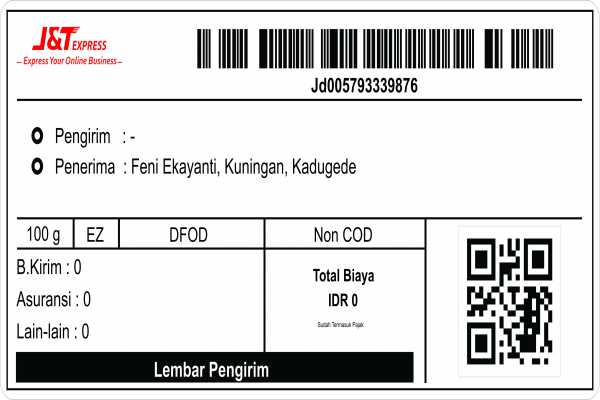 J&T EXPRESS
Express Your Online Business
Jd005793339876
Pengirim : -
Penerima : Feni Ekayanti, Kuningan, Kadugede
100 g EZ DFOD Non COD
B.Kirim : 0
Asuransi : 0
Lain-lain : 0
Total Biaya
IDR 0
Sudah Termasuk Pajak
Lembar Pengirim